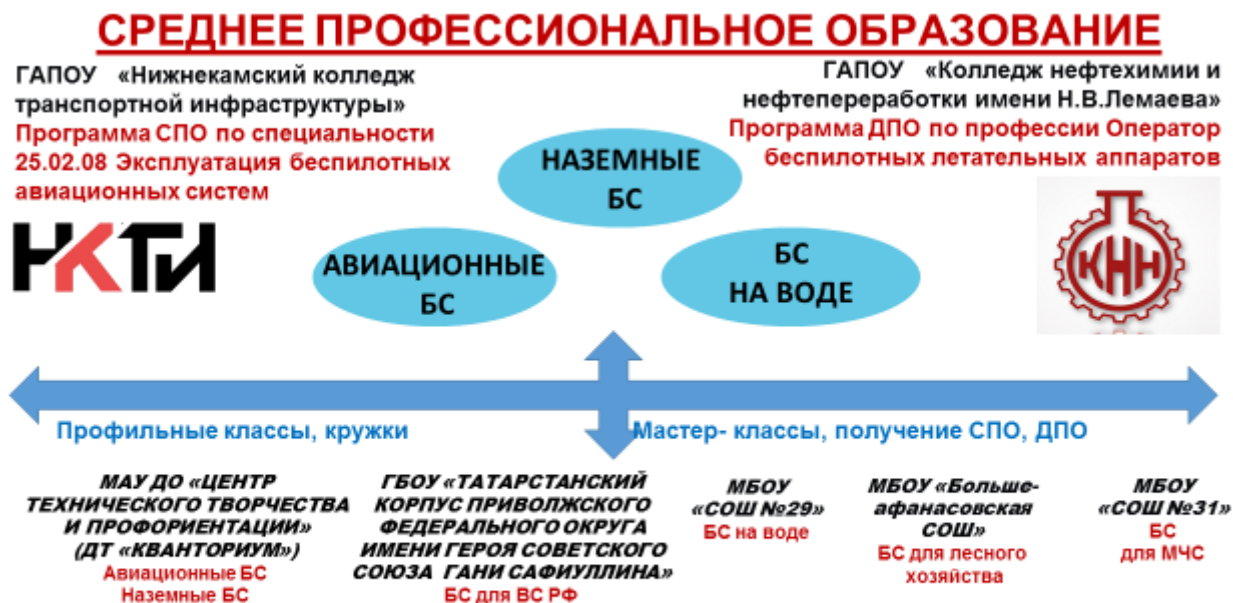 СРЕДНЕЕ ПРОФЕССИОНАЛЬНОЕ ОБРАЗОВАНИЕ
ГАПОУ «Нижнекамский колледж
транспортной инфраструктуры»
Программа СПО по специальности
25.02.08 Эксплуатация беспилотных
авиационных систем
НКТИ
ГАПОУ «Колледж нефтехимии и
нефтепереработки имени Н.В.Лемаева»
Программа ДПО по профессии Оператор
беспилотных летательных аппаратов
КНН
НАЗЕМНЫЕ
БС
АВИАЦИОННЫЕ
БС
БС
НА ВОДЕ
Профильные классы, кружки
Мастер- классы, получение СПО, ДПО
МАУ ДО «ЦЕНТР
ТЕХНИЧЕСКОГО ТВОРЧЕСТВА
И ПРОФОРИЕНТАЦИИ»
(ДТ «КВАНТОРИУМ»)
Авиационные БС
Наземные БС
ГБОУ «ТАТАРСТАНСКИЙ
КОРПУС ПРИВОЛЖСКОГО
ФЕДЕРАЛЬНОГО ОКРУГА
ИМЕНИ ГЕРОЯ СОВЕТСКОГО
СОЮЗА ГАНИ САФИУЛЛИНА»
БС для ВС РФ
МБОУ
«СОШ №29»
БС на воде
МБОУ «Больше-
афанасовская
СОШ»
БС для лесного
хозяйства
МБОУ
«СОШ №31»
БС
для МЧС